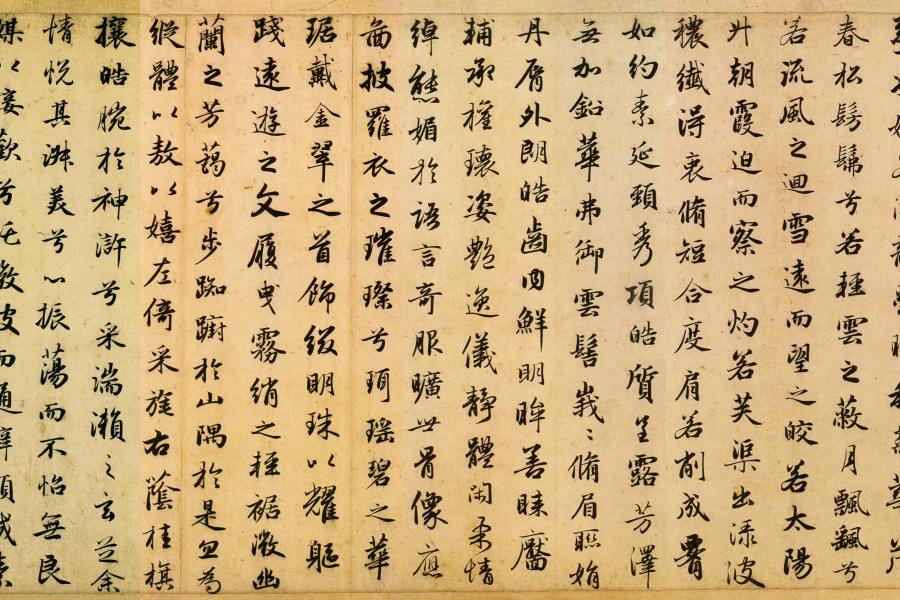 春松髣髴兮若輕雲之蔽月飄飖兮
若流風之迴雪遠而望之皎若太陽
升朝霞迫而察之灼若芙渠出淥波
穠纖得衷脩短合度肩若削成署
如約素延頸秀項皓質呈露芳澤
無加鉛華弗御雲髻峩〻脩眉聯娟
丹脣外朗皓齒内鮮明眸善睞靨
輔承權瓌姿艷逸儀靜體閑柔情
綽態媚於語言奇服曠世骨像應
圖披羅衣之璀璨兮珥瑶碧之華
琚戴金翠之首飾綴明珠以耀軀
踐遠遊之文履曳霧綃之輕裾微幽
蘭之芳藹兮步踟躕於山隅於是忽焉
縱體以敖以嬉左倚采旄右蔭桂旗
攘皓腕於神滸兮采湍瀨之玄芝余
情悦其淑美兮心振蕩而不怡無良
媒以接歡兮託微波而通辭願誠素